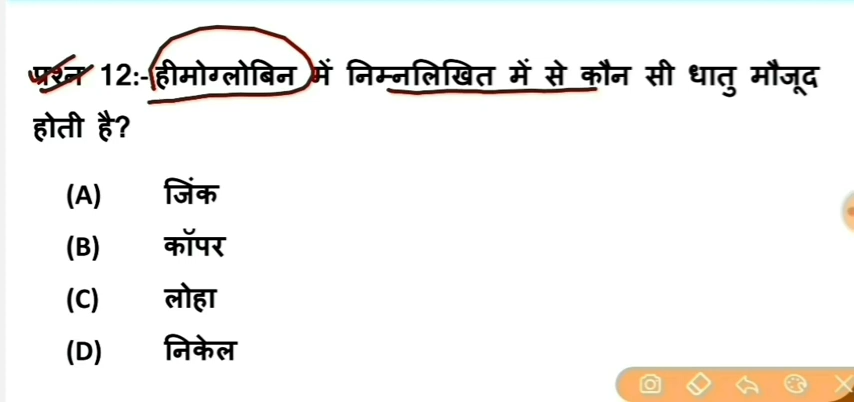 प्रश्न 12:- हीमोग्लोबिन में निम्नलिखित में से कौन सी धातु मौजूद
होती है?
(A) जिंक
(B) कॉपर
(C) लोहा
(D) निकेल